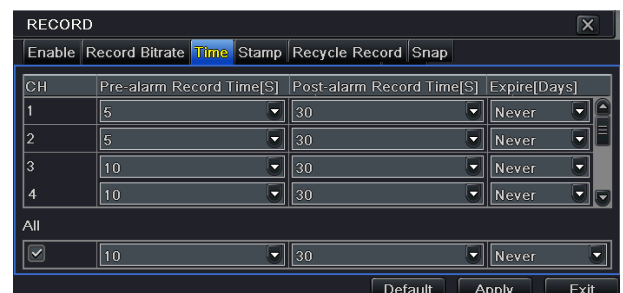 RECORD
Enable Record Bitrate Time Stamp Recycle Record Snap
CH Pre-alarm Record Time[S] Post-alarm Record Time[S] Expire[Days]
1 5 30 Never
2 5 30 Never
3 10 30 Never
4 10 30 Never
All
10 30 Never
Default Apply Exit